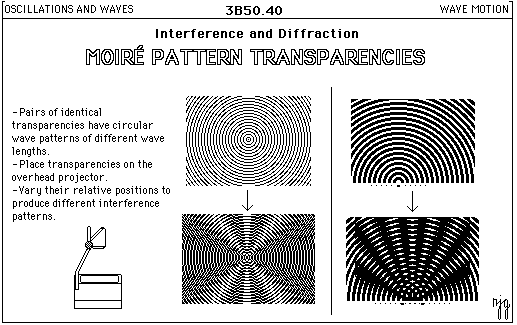 OSCILLATIONS AND WAVES 3B50.40 WAVE MOTION
Interference and Diffraction
MOIRÉ PATTERN TRANSPARENCIES
-Pairs of identical
transparencies have circular
wave patterns of different wave
lengths.
-Place transparencies on the
overhead projector.
-Vary their relative positions to
produce different interference
patterns.